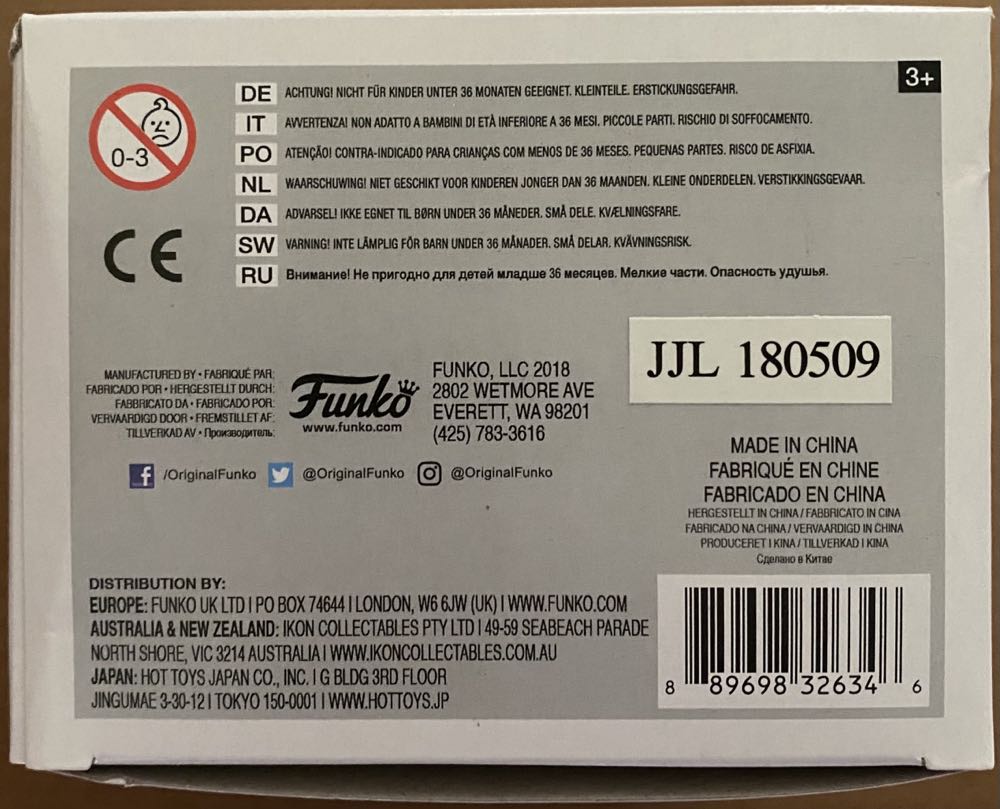 3+
0-3
DE ACHTUNG! NICHT FÜR KINDER UNTER 36 MONATEN GEEIGNET. KLEINTEILE. ERSTICKUNGSGEFAHR.
IT AVVERTENZA! NON ADATTO A BAMBINI DI ETÀ INFERIORE A 36 MESI. PICCOLE PARTI. RISCHIO DI SOFFOCAMENTO.
PO ATENÇÃO! CONTRA-INDICADO PARA CRIANÇAS COM MENOS DE 36 MESES. PEQUENAS PARTES. RISCO DE ASFIXIA.
NL WAARSCHUWING! NIET GESCHIKT VOOR KINDEREN JONGER DAN 36 MAANDEN. KLEINE ONDERDELEN. VERSTIKKINGSGEVAAR.
DA ADVARSEL! IKKE EGNET TIL BØRN UNDER 36 MÅNEDER. SMÅ DELE. KVÆLNINGSFARE.
SW VARNING! INTE LÄMPLIG FÖR BARN UNDER 36 MÅNADER. SMÅ DELAR. KVÄVNINGSRISK.
RU Внимание! Не пригодно для детей младше 36 месяцев. Мелкие части. Опасность удушья.
CE
JJL 180509
MANUFACTURED BY • FABRIQUÉ PAR:
FABRICADO POR • HERGESTELLT DURCH:
FABBRICATO DA • FABRICADO POR:
VERVAARDIGD DOOR • FREMSTILLET AF:
TILLVERKAD AV • Производитель:
Funko
www.funko.com
FUNKO, LLC 2018
2802 WETMORE AVE
EVERETT, WA 98201
(425) 783-3616
f /OriginalFunko @OriginalFunko @OriginalFunko
MADE IN CHINA
FABRIQUÉ EN CHINE
FABRICADO EN CHINA
HERGESTELLT IN CHINA / FABBRICATO IN CINA
FABRICADO NA CHINA / VERVAARDIGD IN CHINA
PRODUCERET I KINA / TILLVERKAD I KINA
Сделано в Китае
DISTRIBUTION BY:
EUROPE: FUNKO UK LTD I PO BOX 74644 I LONDON, W6 6JW (UK) I WWW.FUNKO.COM
AUSTRALIA & NEW ZEALAND: IKON COLLECTABLES PTY LTD I 49-59 SEABEACH PARADE
NORTH SHORE, VIC 3214 AUSTRALIA I WWW.IKONCOLLECTABLES.COM.AU
JAPAN: HOT TOYS JAPAN CO., INC. I G BLDG 3RD FLOOR
JINGUMAE 3-30-12 I TOKYO 150-0001 I WWW.HOTTOYS.JP
8 89698 32634 6